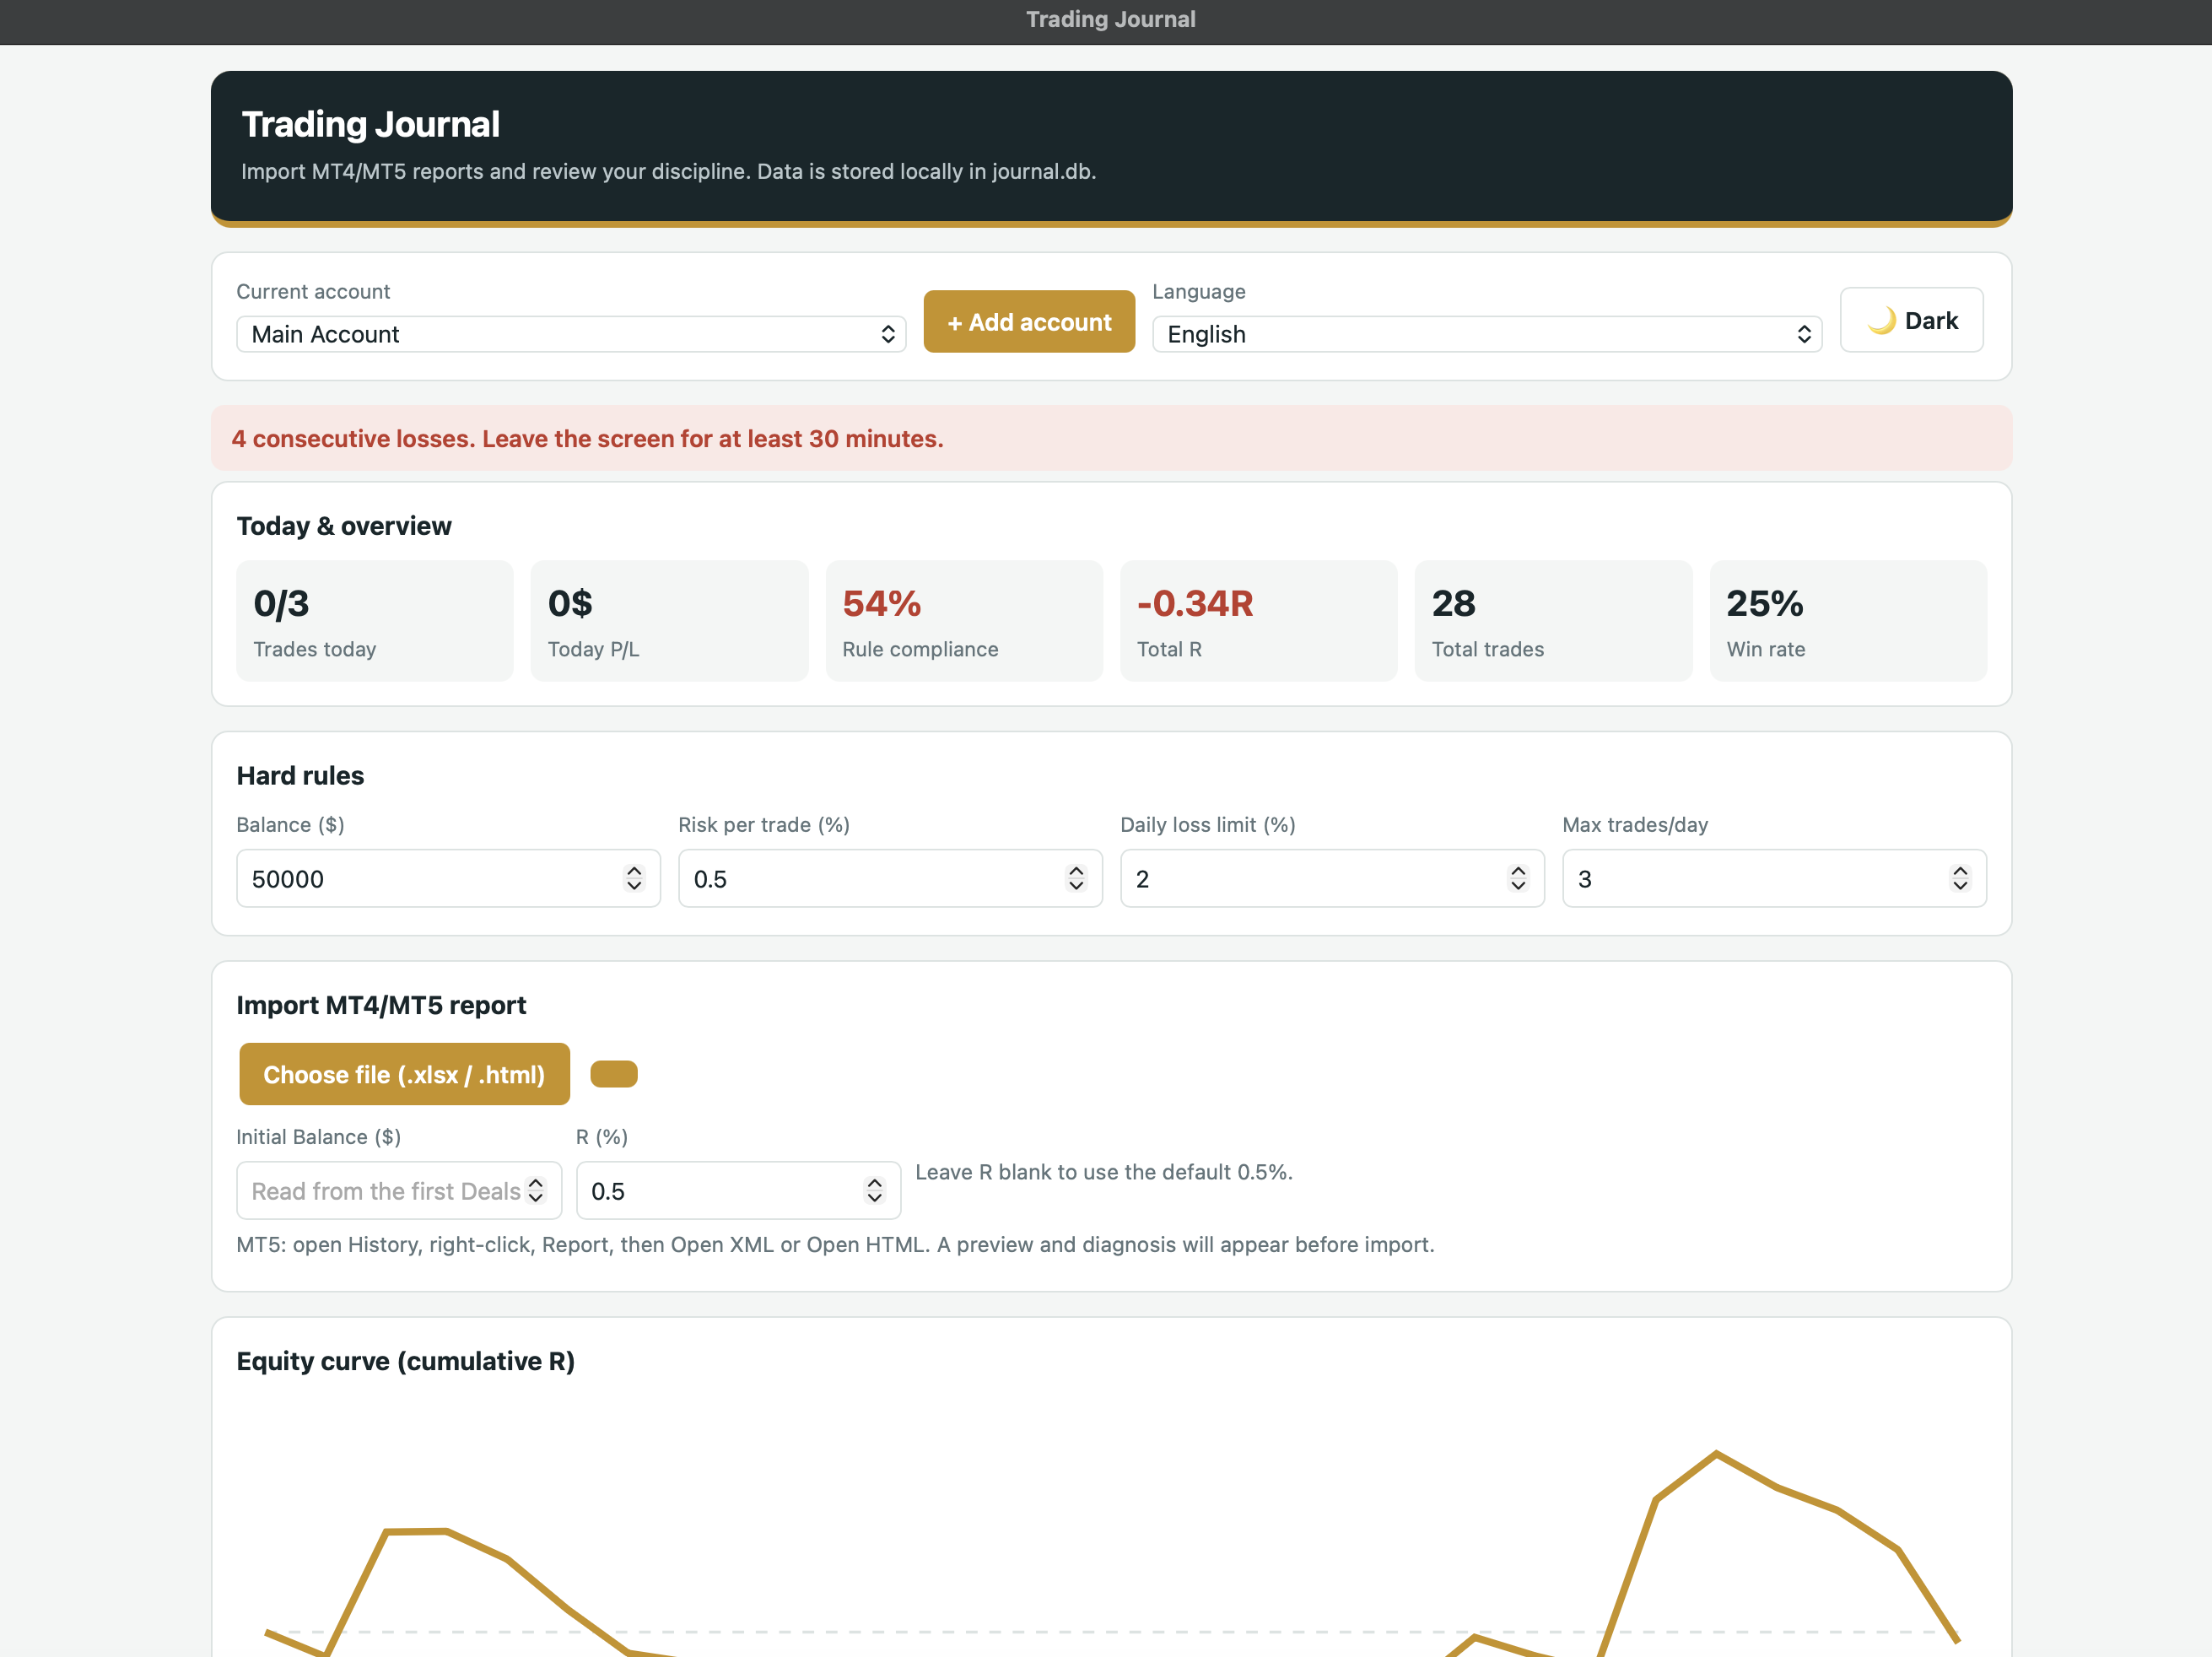 Trading Journal
Trading Journal
Import MT4/MT5 reports and review your discipline. Data is stored locally in journal.db.
Current account
Main Account
+ Add account
Language
English
🌙 Dark
4 consecutive losses. Leave the screen for at least 30 minutes.
Today & overview
0/3
Trades today
0$
Today P/L
54%
Rule compliance
-0.34R
Total R
28
Total trades
25%
Win rate
Hard rules
Balance ($)
50000
Risk per trade (%)
0.5
Daily loss limit (%)
2
Max trades/day
3
Import MT4/MT5 report
Choose file (.xlsx / .html)
Initial Balance ($)
Read from the first Deals
R (%)
0.5
Leave R blank to use the default 0.5%.
MT5: open History, right-click, Report, then Open XML or Open HTML. A preview and diagnosis will appear before import.
Equity curve (cumulative R)